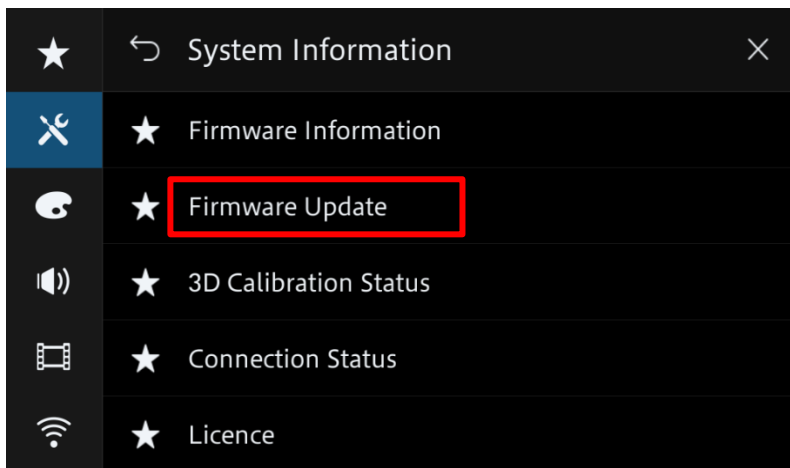 System Information
Firmware Information
Firmware Update
3D Calibration Status
Connection Status
Licence